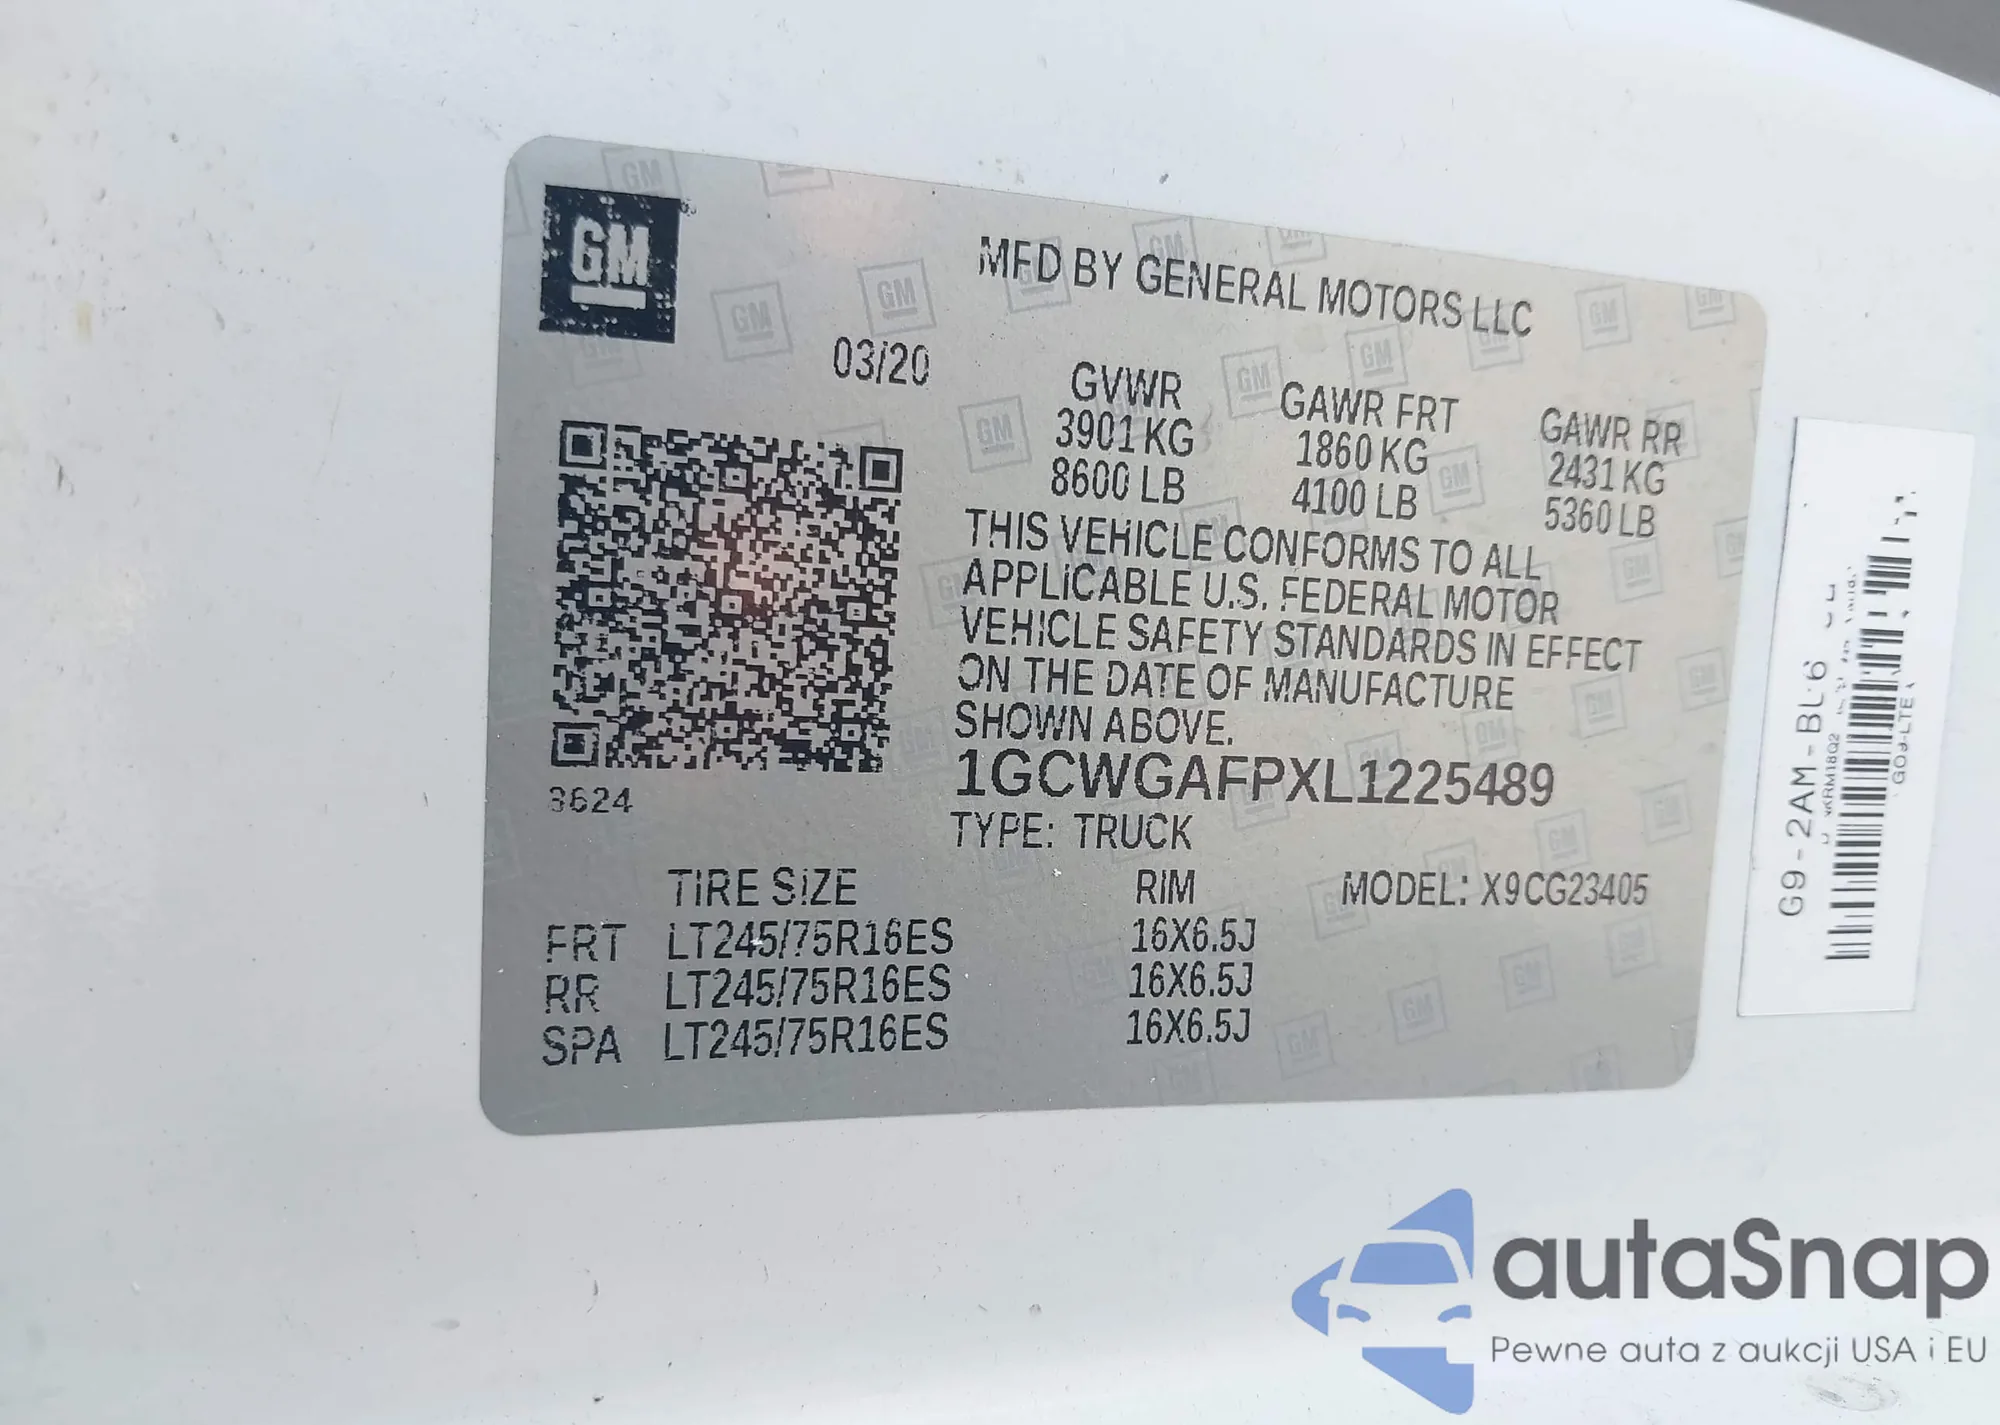 GM
MFD BY GENERAL MOTORS LLC
03/20
GVWR GAWR FRT GAWR RR
3901 KG 1860 KG 2431 KG
8600 LB 4100 LB 5360 LB
THIS VEHICLE CONFORMS TO ALL
APPLICABLE U.S. FEDERAL MOTOR
VEHICLE SAFETY STANDARDS IN EFFECT
ON THE DATE OF MANUFACTURE
SHOWN ABOVE.
1GCWGAFPXL1225489
3624
TYPE: TRUCK
TIRE SIZE RIM MODEL: X9CG23405
FRT LT245/75R16ES 16X6.5J
RR LT245/75R16ES 16X6.5J
SPA LT245/75R16ES 16X6.5J
G9-2AM-BL6
autaSnap
Pewne auta z aukcji USA i EU